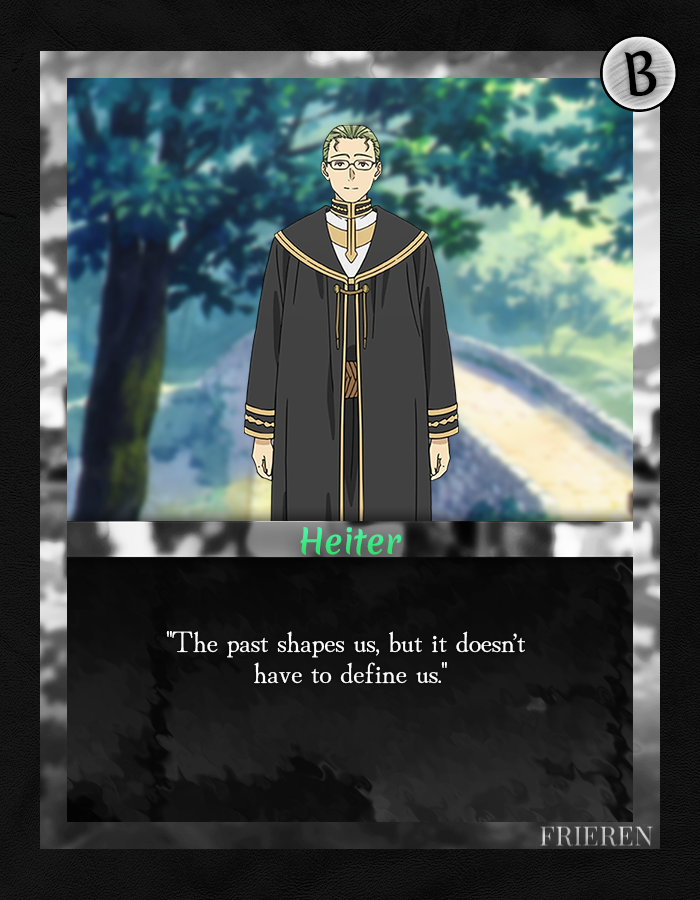 B
Heiter
"The past shapes us, but it doesn't
have to define us."
FRIEREN